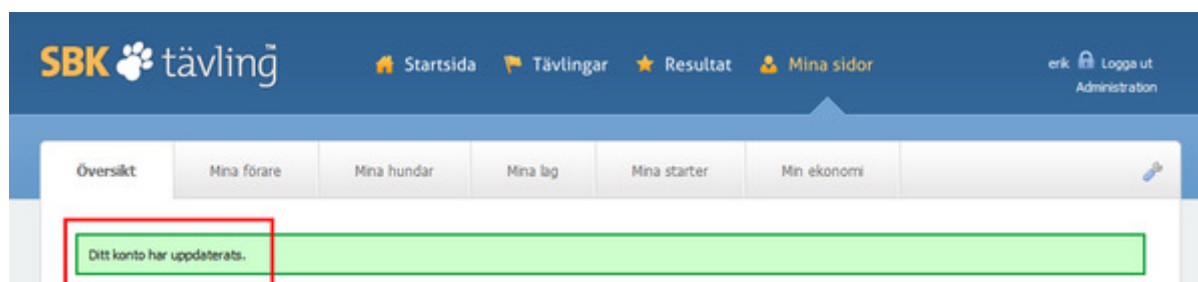 SBK tävling™
Startsida Tävlingar Resultat Mina sidor
erik Logga ut
Administration
Översikt Mina förare Mina hundar Mina lag Mina starter Min ekonomi
Ditt konto har uppdaterats.